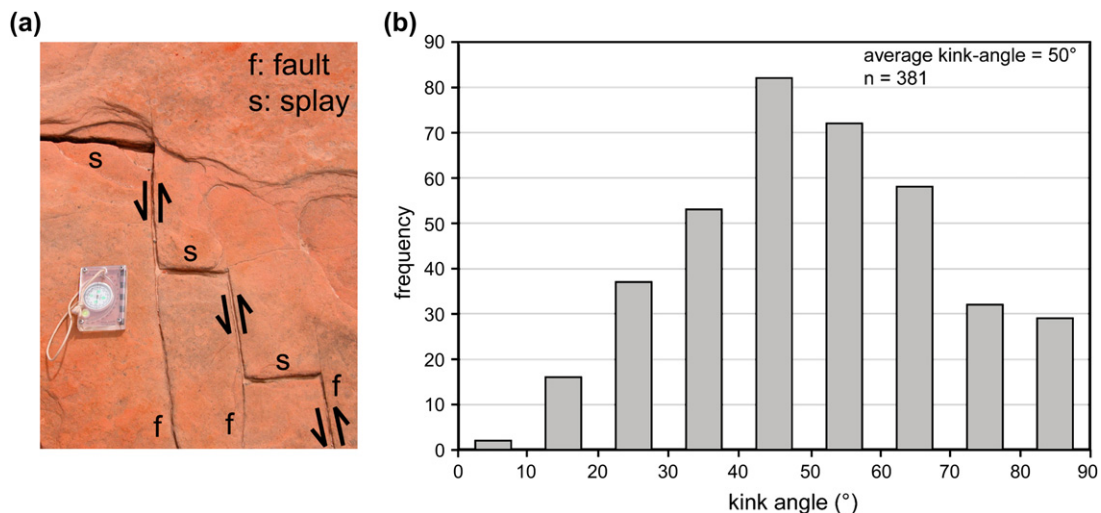 (a)
f: fault
s: splay
s
s
s
f
f
f
(b)
average kink-angle = 50°
n = 381
frequency
90
80
70
60
50
40
30
20
10
0
0 10 20 30 40 50 60 70 80 90
kink angle (°)